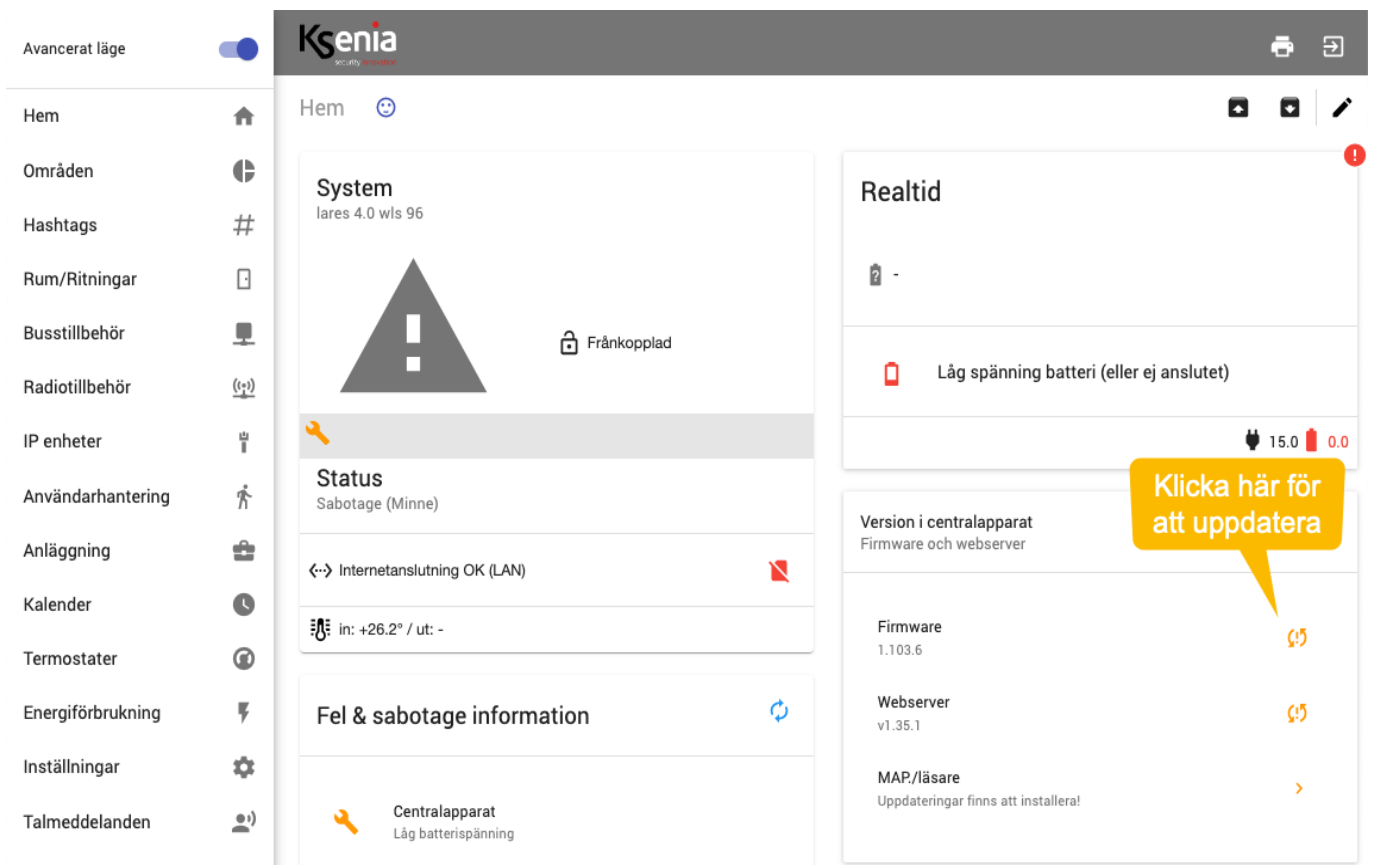 Avancerat läge
Hem
Områden
Hashtags
Rum/Ritningar
Busstillbehör
Radiotillbehör
IP enheter
Användarhantering
Anläggning
Kalender
Termostater
Energiförbrukning
Inställningar
Talmeddelanden
Ksenia
security innovation
Hem
System
lares 4.0 wls 96
Frånkopplad
Status
Sabotage (Minne)
Internetanslutning OK (LAN)
in: +26.2° / ut: -
Fel & sabotage information
Centralapparat
Låg batterispänning
Realtid
-
Låg spänning batteri (eller ej anslutet)
15.0 0.0
Klicka här för
att uppdatera
Version i centralapparat
Firmware och webserver
Firmware
1.103.6
Webserver
v1.35.1
MAP./läsare
Uppdateringar finns att installera!